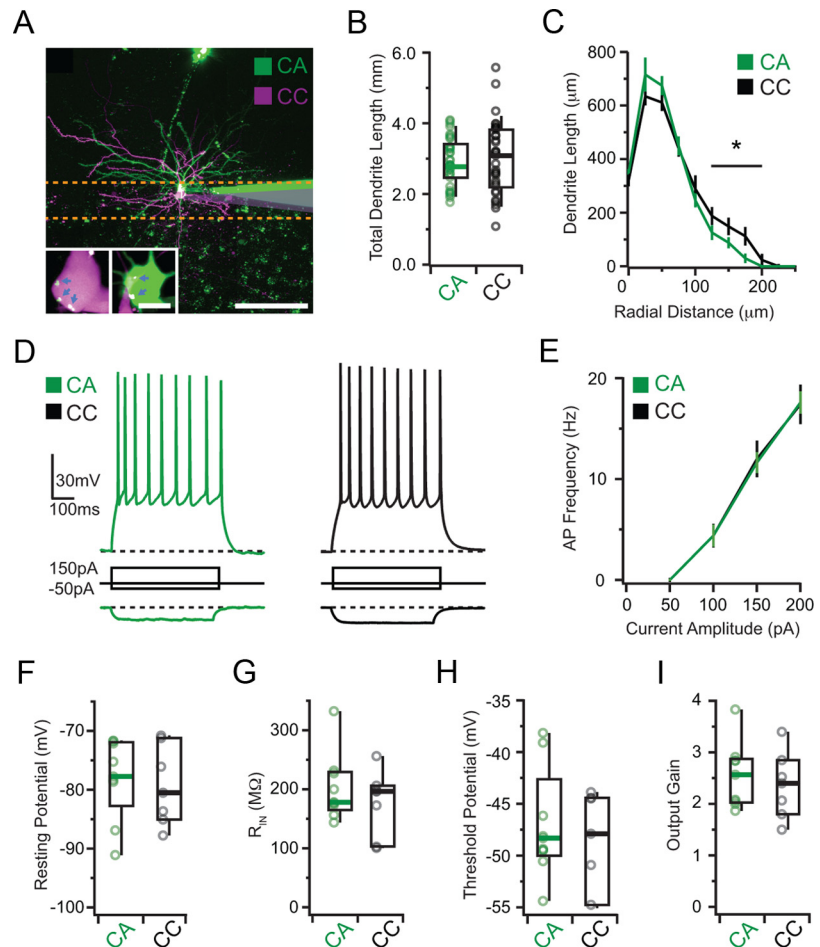 A
CA
CC
B
Total Dendrite Length (mm)
6.0
4.0
2.0
0.0
CA
CC
C
CA
CC
Dendrite Length (µm)
800
600
400
200
0
*
0
100
200
Radial Distance (µm)
D
CA
CC
30mV
100ms
150pA
-50pA
E
CA
CC
AP Frequency (Hz)
20
10
0
0
50
100
150
200
Current Amplitude (pA)
F
Resting Potential (mV)
-70
-80
-90
-100
CA
CC
G
RIN (MΩ)
300
200
100
0
CA
CC
H
Threshold Potential (mV)
-35
-40
-45
-50
-55
CA
CC
I
Output Gain
4
3
2
1
0
CA
CC